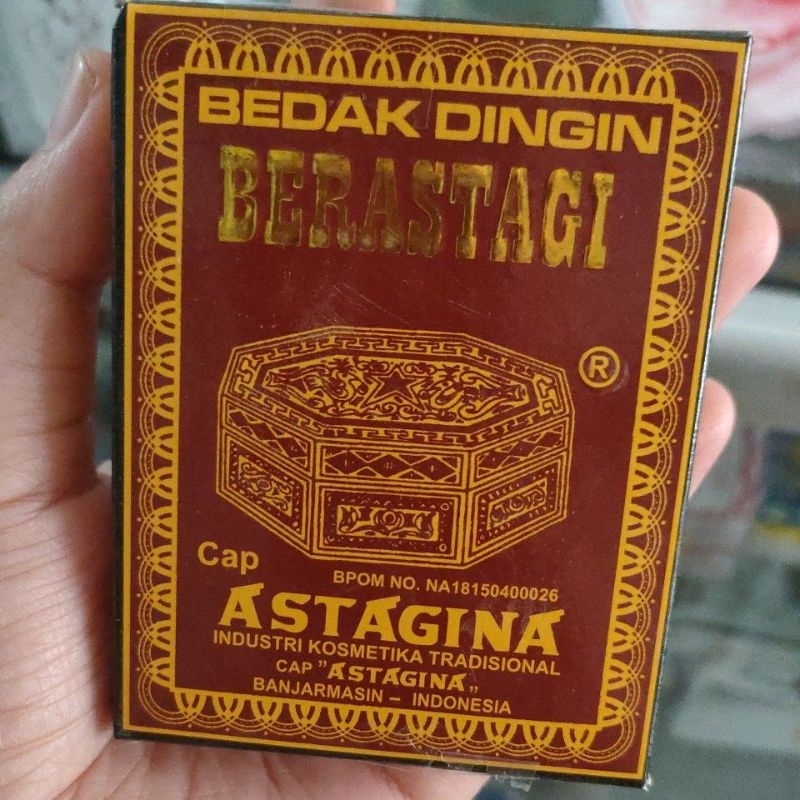 BEDAK DINGIN
BERASTAGI
®
Cap
BPOM NO. NA18150400026
ASTAGINA
INDUSTRI KOSMETIKA TRADISIONAL
CAP "ASTAGINA"
BANJARMASIN – INDONESIA